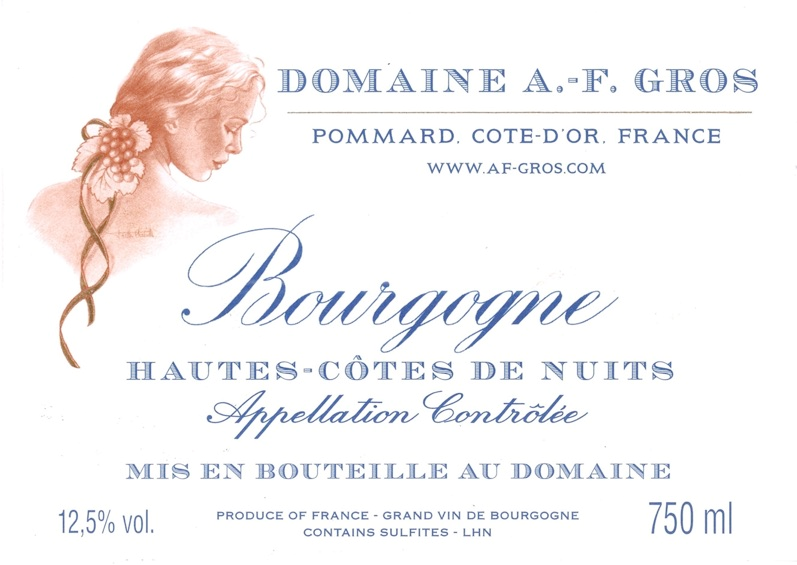 DOMAINE A.-F. GROS
POMMARD, COTE-D'OR, FRANCE
WWW.AF-GROS.COM
Bourgogne
HAUTES-CÔTES DE NUITS
Appellation Contrôlée
MIS EN BOUTEILLE AU DOMAINE
12,5% vol.
PRODUCE OF FRANCE - GRAND VIN DE BOURGOGNE
CONTAINS SULFITES - LHN
750 ml